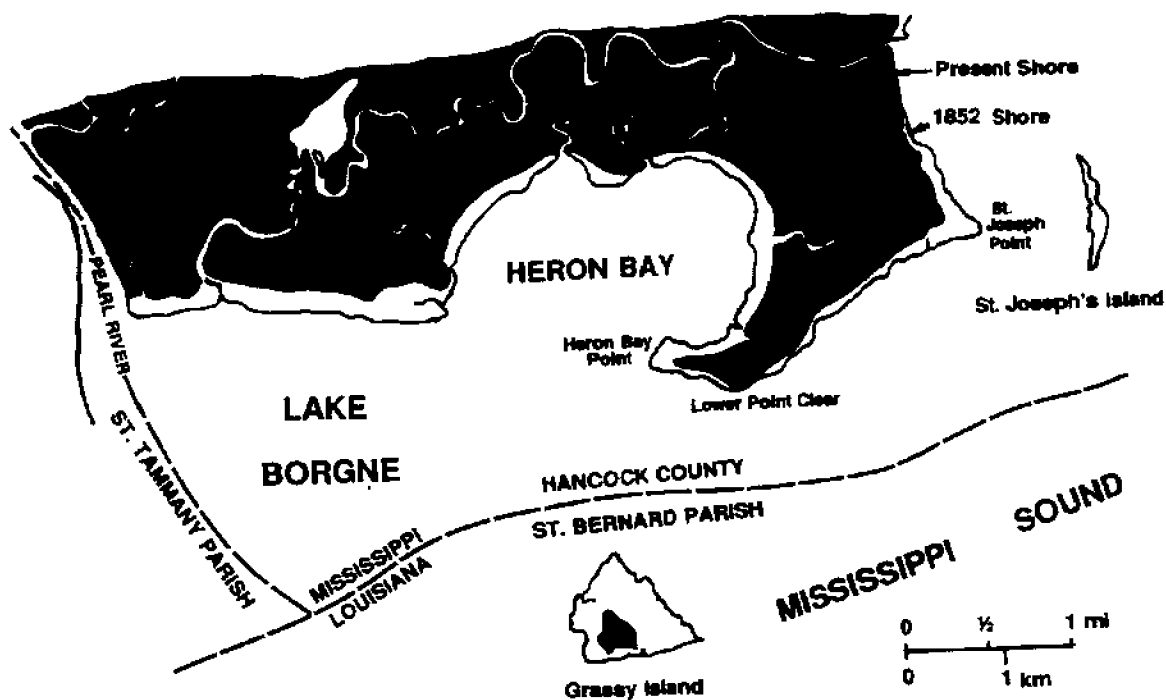 Present Shore
1852 Shore
St.
Joseph
Point
St. Joseph's Island
HERON BAY
Heron Bay
Point
Lower Point Clear
PEARL RIVER
ST. TAMMANY PARISH
LAKE
BORGNE
HANCOCK COUNTY
ST. BERNARD PARISH
MISSISSIPPI
LOUISIANA
MISSISSIPPI SOUND
Grassy Island
0 ½ 1 mi
0 1 km